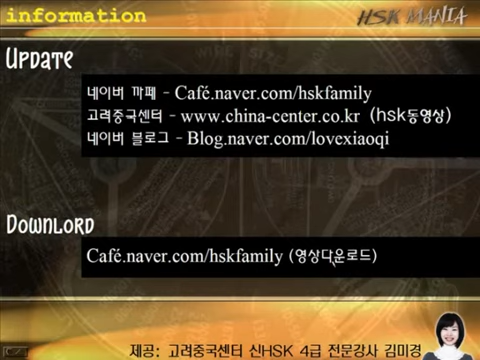 information
HSK MANIA
UPDATE
네이버 까페 - Café.naver.com/hskfamily
고려중국센터 - www.china-center.co.kr (hsk동영상)
네이버 블로그 - Blog.naver.com/lovexiaoqi
DOWNLORD
Café.naver.com/hskfamily (영상다운로드)
제공: 고려중국센터 신HSK 4급 전문강사 김미경